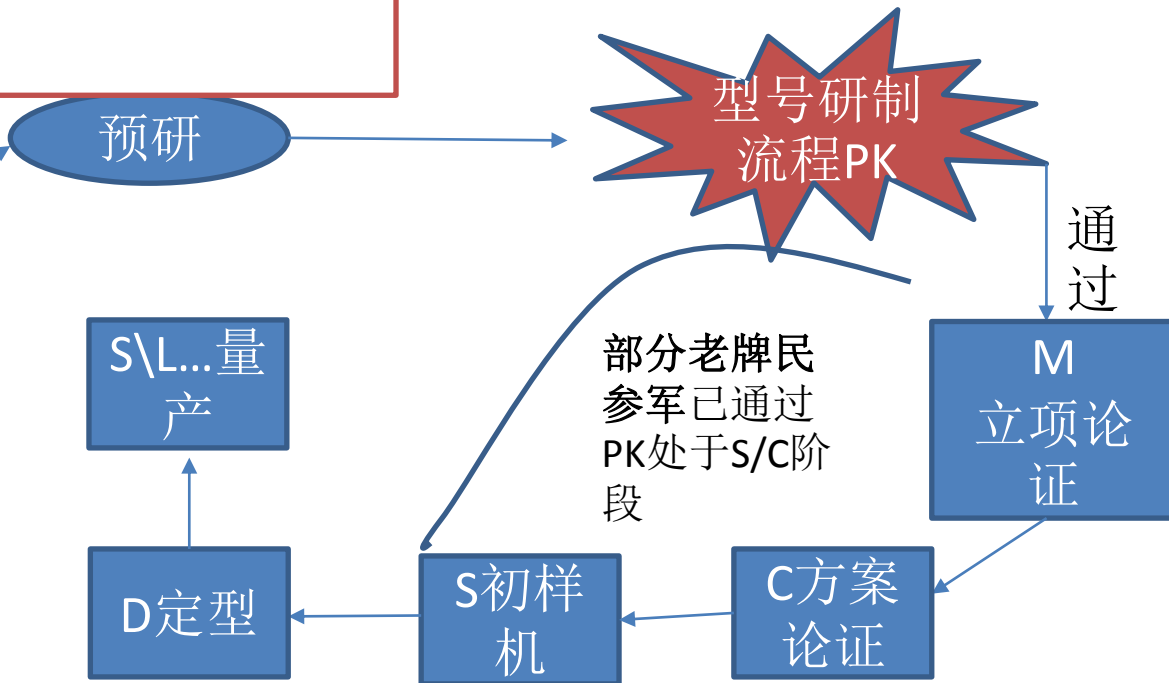 预研
型号研制
流程PK
通
过
S\L…量
产
部分老牌民
参军已通过
PK处于S/C阶
段
M
立项论
证
D定型
S初样
机
C方案
论证